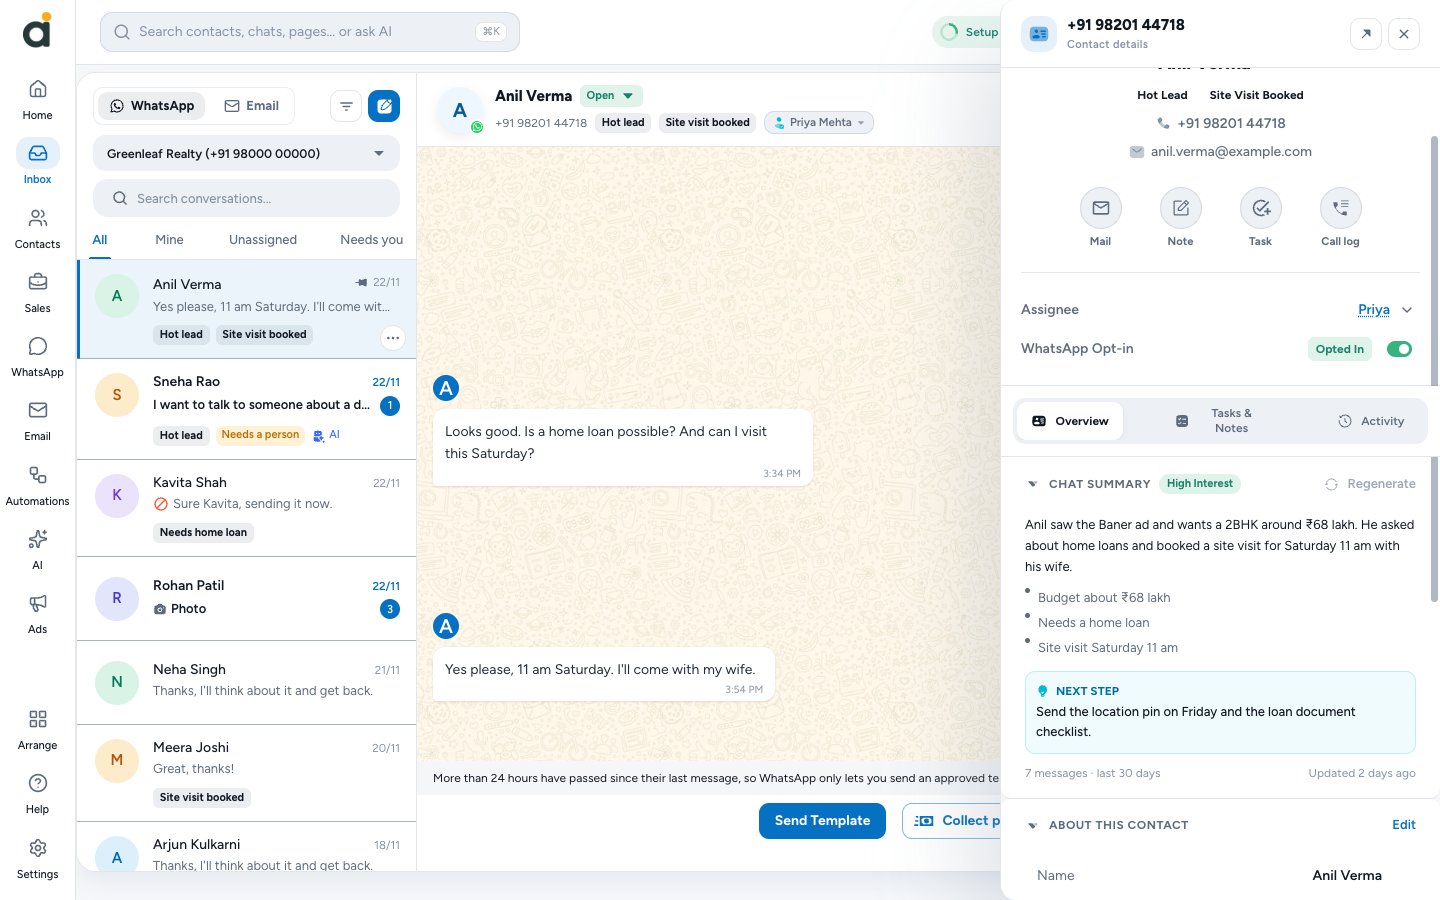 Search contacts, chats, pages... or ask AI
⌘K
Setup
Home
Inbox
Contacts
Sales
WhatsApp
Email
Automations
AI
Ads
Arrange
Help
Settings
WhatsApp
Email
Greenleaf Realty (+91 98000 00000)
Search conversations...
All
Mine
Unassigned
Needs you
A
Anil Verma
22/11
Yes please, 11 am Saturday. I'll come wit...
Hot lead
Site visit booked
S
Sneha Rao
22/11
I want to talk to someone about a d...
1
Hot lead
Needs a person
AI
K
Kavita Shah
22/11
Sure Kavita, sending it now.
Needs home loan
R
Rohan Patil
22/11
Photo
3
N
Neha Singh
21/11
Thanks, I'll think about it and get back.
M
Meera Joshi
20/11
Great, thanks!
Site visit booked
A
Arjun Kulkarni
18/11
Thanks, I'll think about it and get back.
A
Anil Verma
Open
+91 98201 44718
Hot lead
Site visit booked
Priya Mehta
A
Looks good. Is a home loan possible? And can I visit
this Saturday?
3:34 PM
A
Yes please, 11 am Saturday. I'll come with my wife.
3:54 PM
More than 24 hours have passed since their last message, so WhatsApp only lets you send an approved te
Send Template
Collect p
+91 98201 44718
Contact details
Anil Verma
Hot Lead
Site Visit Booked
+91 98201 44718
anil.verma@example.com
Mail
Note
Task
Call log
Assignee
Priya
WhatsApp Opt-in
Opted In
Overview
Tasks &
Notes
Activity
CHAT SUMMARY
High Interest
Regenerate
Anil saw the Baner ad and wants a 2BHK around ₹68 lakh. He asked
about home loans and booked a site visit for Saturday 11 am with
his wife.
• Budget about ₹68 lakh
• Needs a home loan
• Site visit Saturday 11 am
NEXT STEP
Send the location pin on Friday and the loan document
checklist.
7 messages · last 30 days
Updated 2 days ago
ABOUT THIS CONTACT
Edit
Name
Anil Verma